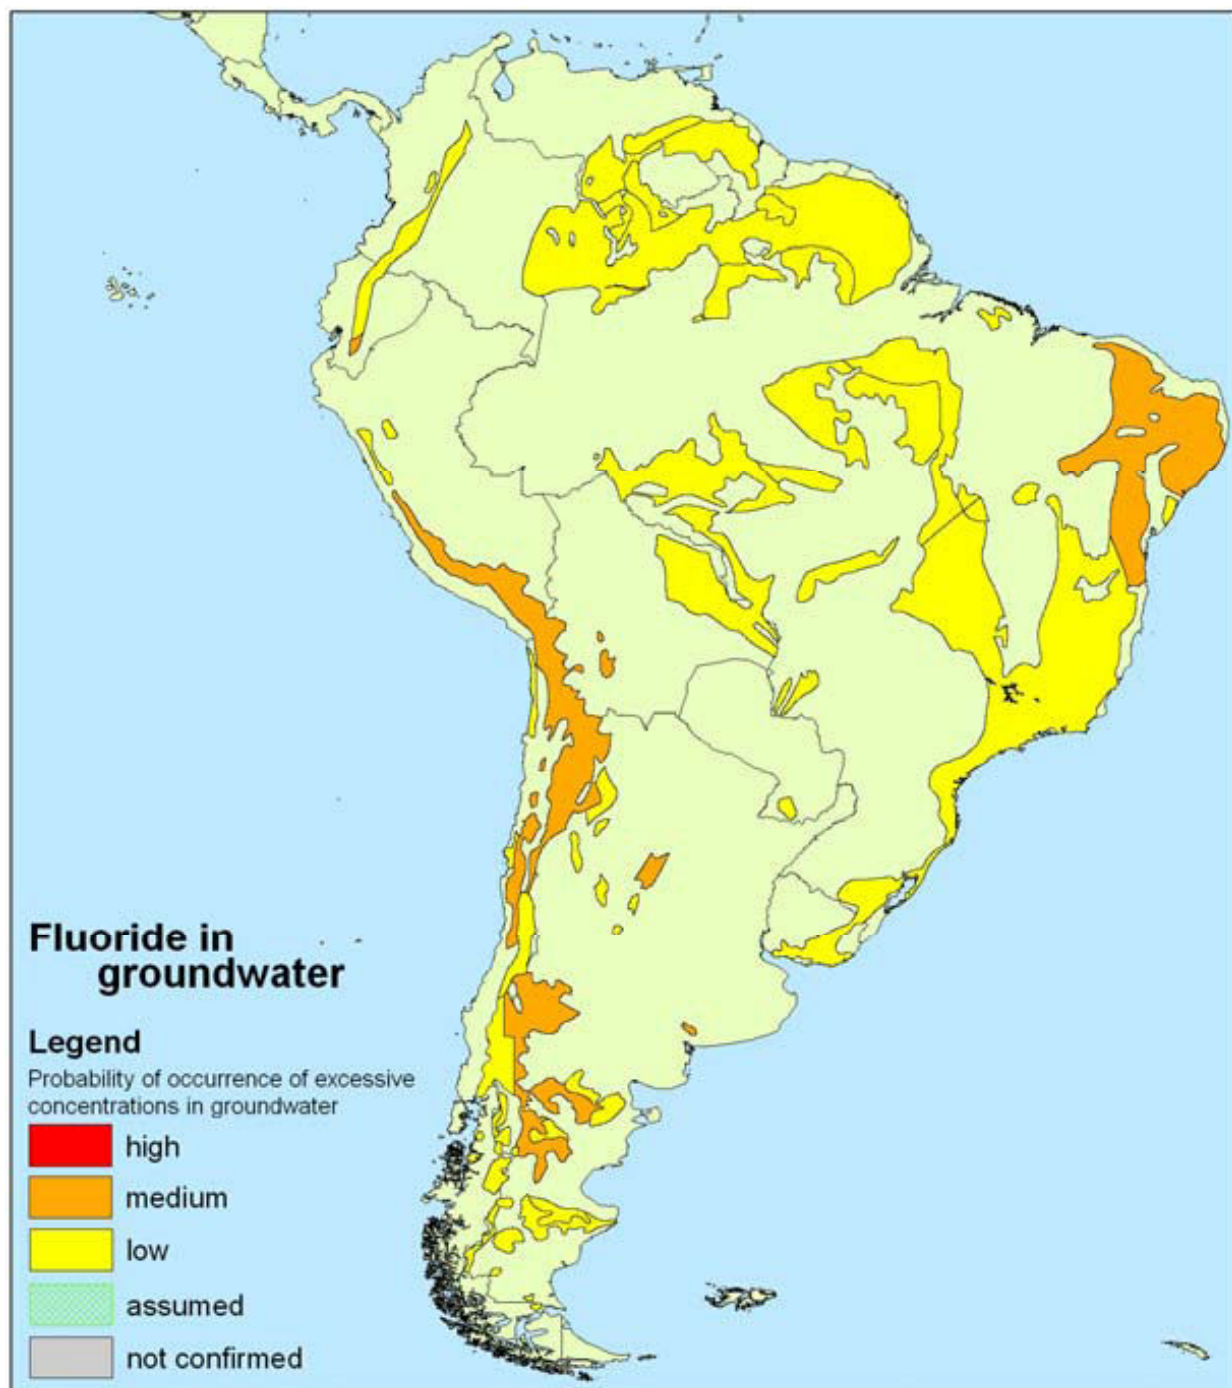 Fluoride in
groundwater
Legend
Probability of occurrence of excessive
concentrations in groundwater
high
medium
low
assumed
not confirmed